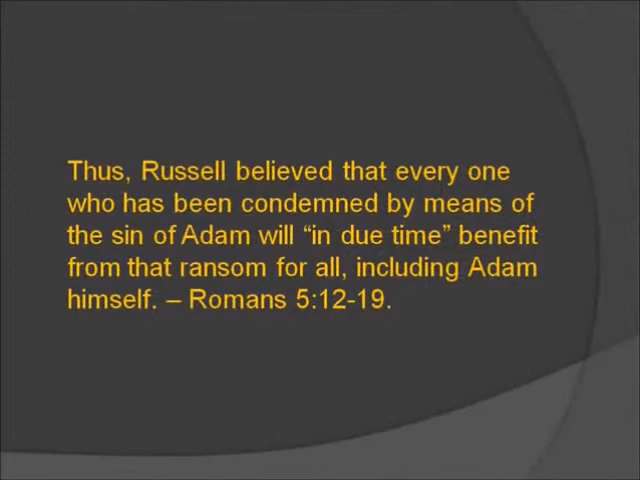 Thus, Russell believed that every one
who has been condemned by means of
the sin of Adam will “in due time” benefit
from that ransom for all, including Adam
himself. – Romans 5:12-19.